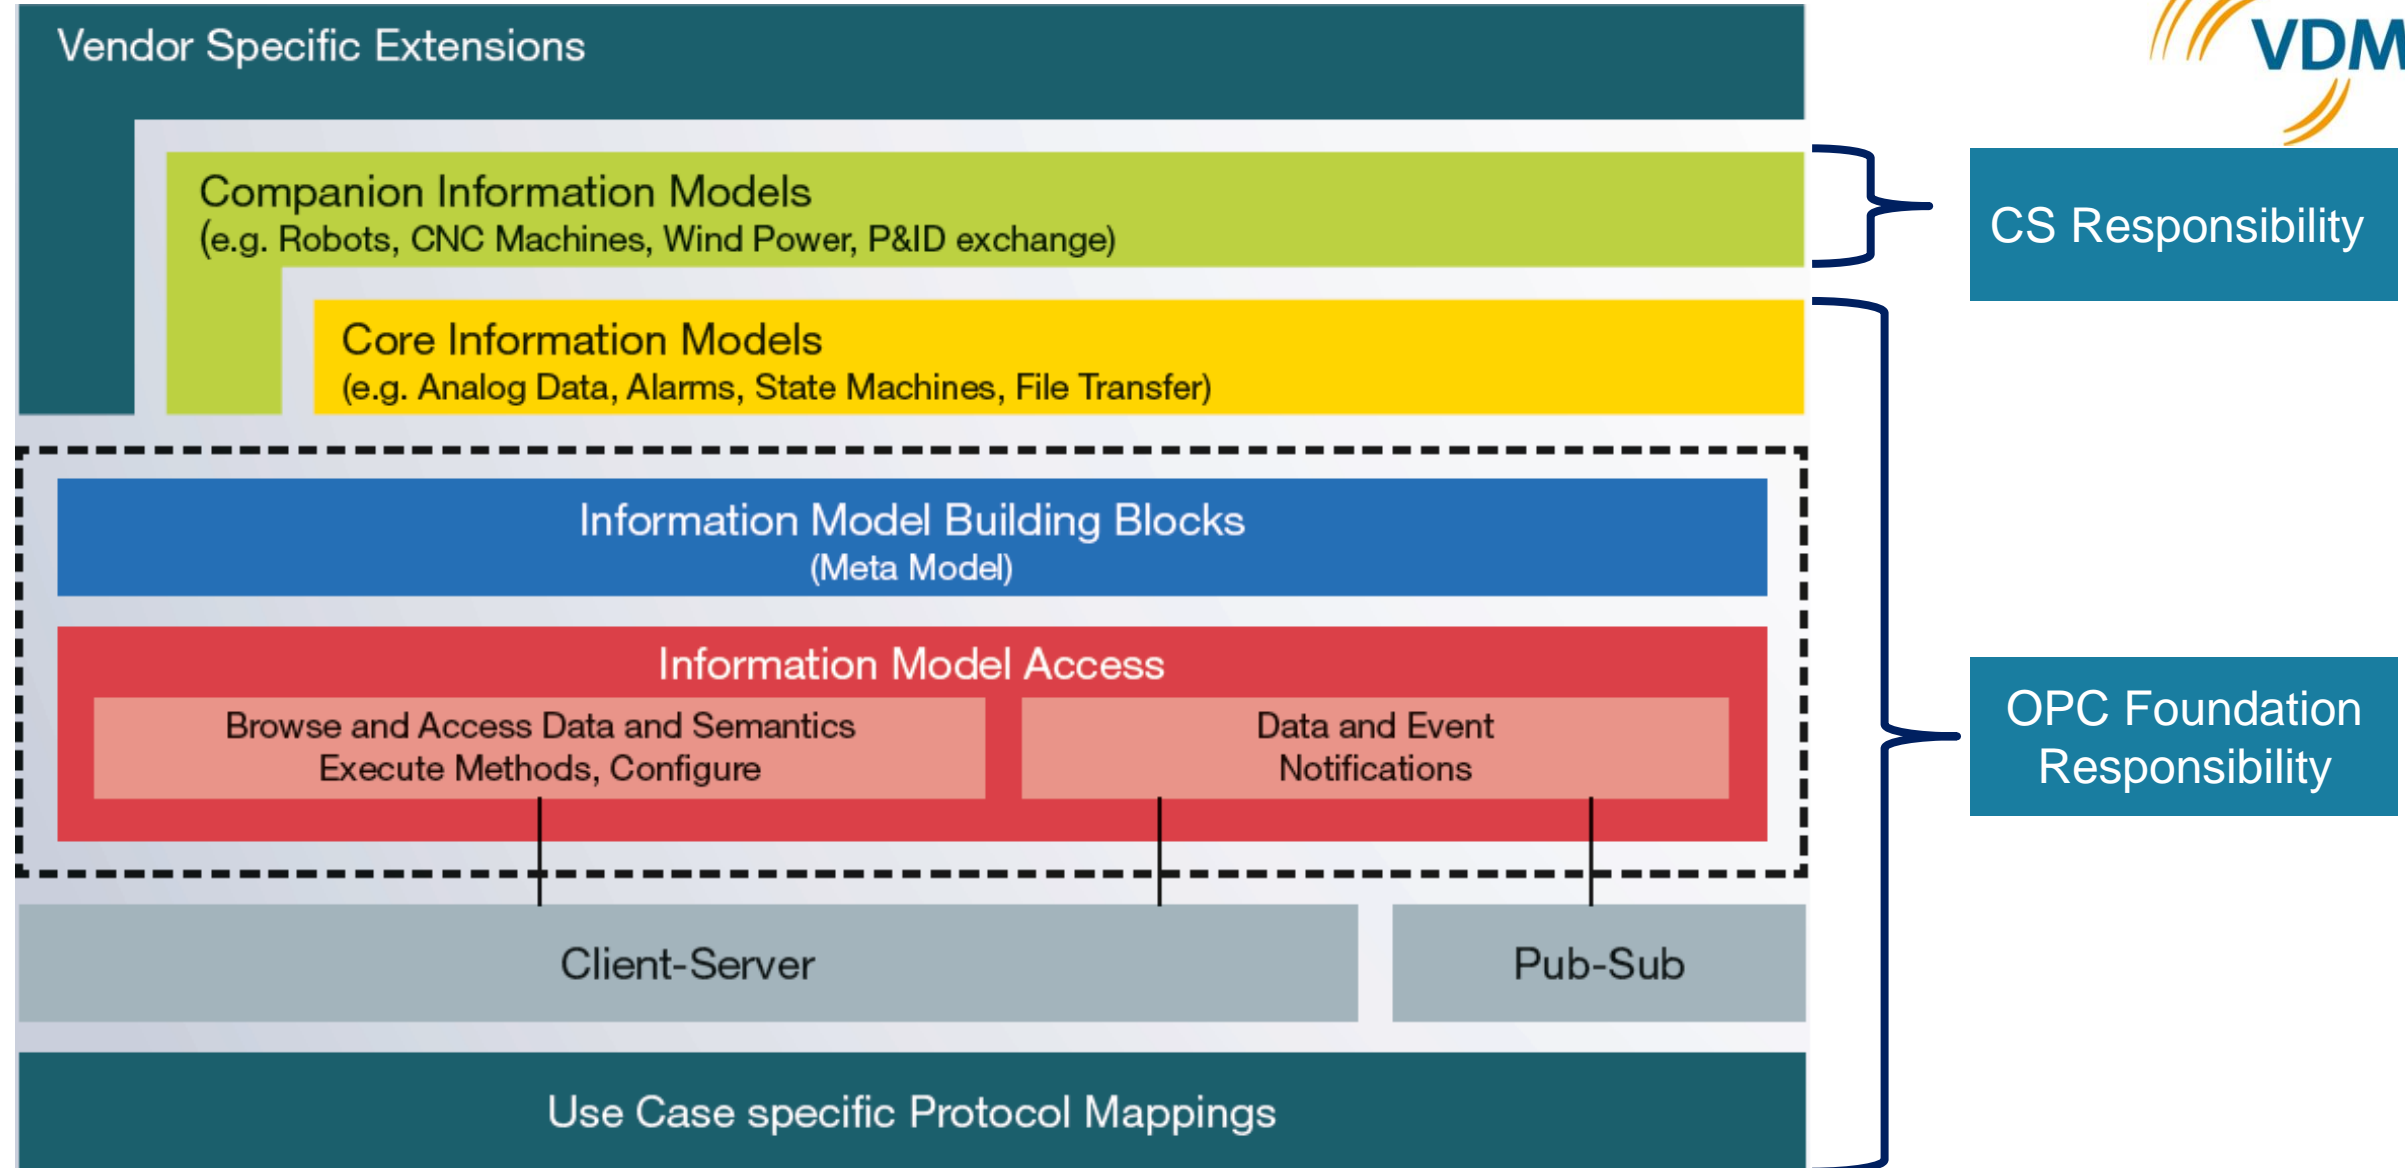 Vendor Specific Extensions
VDM
Companion Information Models
(e.g. Robots, CNC Machines, Wind Power, P&ID exchange)
CS Responsibility
Core Information Models
(e.g. Analog Data, Alarms, State Machines, File Transfer)
Information Model Building Blocks
(Meta Model)
Information Model Access
Browse and Access Data and Semantics
Execute Methods, Configure
Data and Event
Notifications
OPC Foundation
Responsibility
Client-Server
Pub-Sub
Use Case specific Protocol Mappings